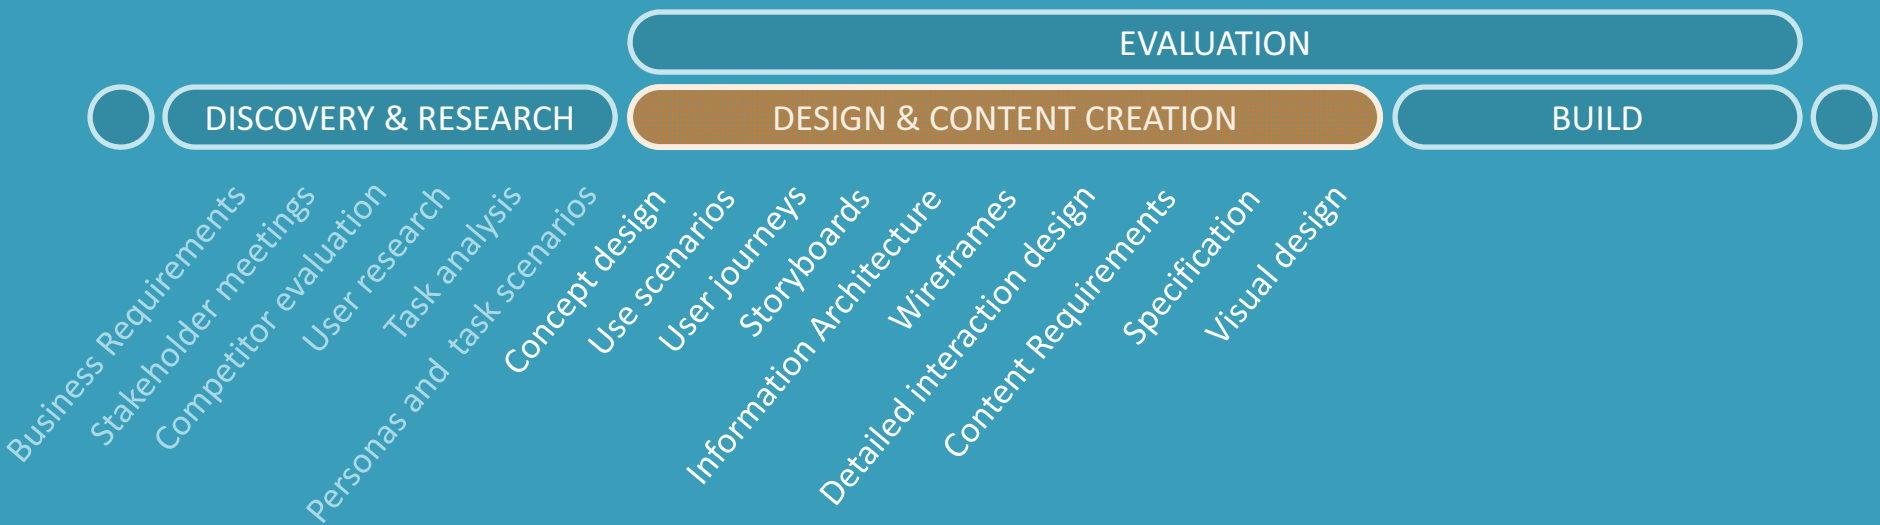 EVALUATION
DISCOVERY & RESEARCH
DESIGN & CONTENT CREATION
BUILD
Business Requirements
Stakeholder meetings
Competitor evaluation
User research
Task analysis
Personas and task scenarios
Concept design
Use scenarios
User journeys
Storyboards
Information Architecture
Wireframes
Detailed interaction design
Content Requirements
Specification
Visual design